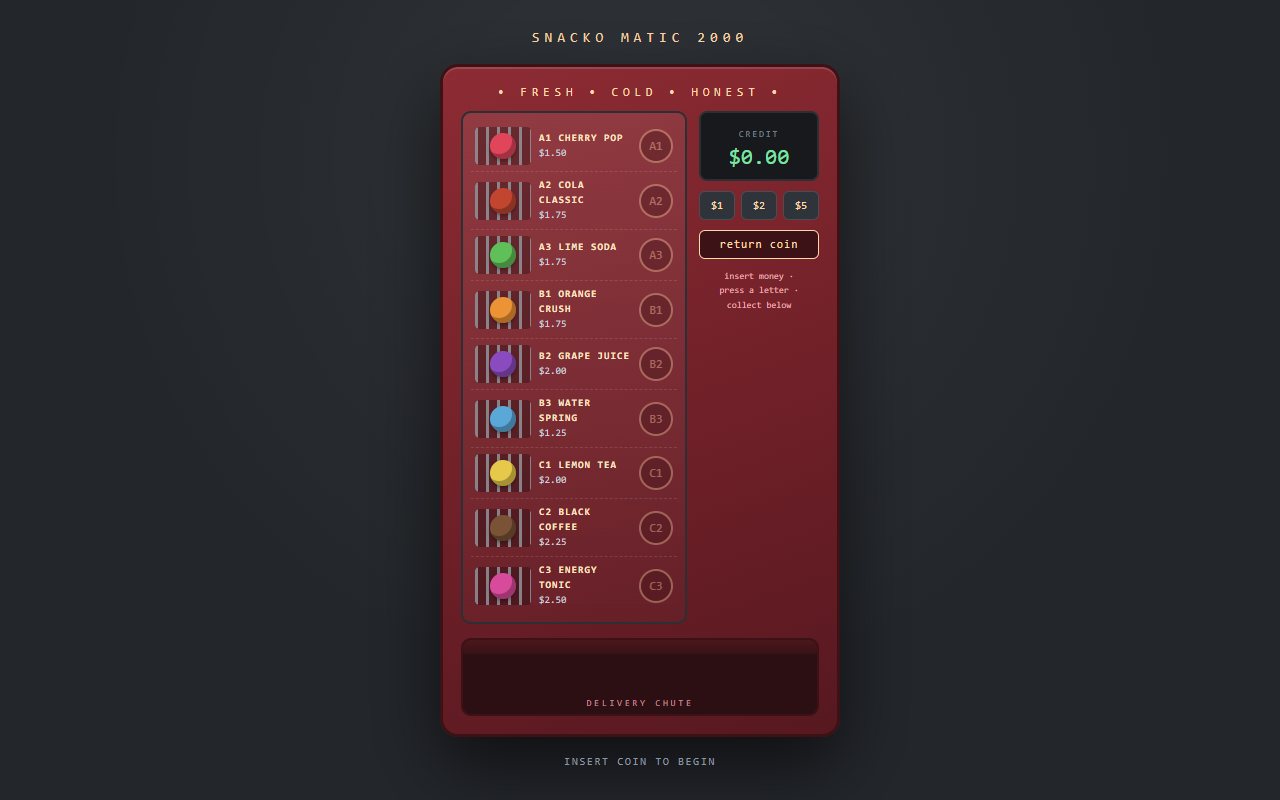 SNACKO MATIC 2000
• FRESH • COLD • HONEST •
A1 CHERRY POP
$1.50
A1
A2 COLA
CLASSIC
$1.75
A2
A3 LIME SODA
$1.75
A3
B1 ORANGE
CRUSH
$1.75
B1
B2 GRAPE JUICE
$2.00
B2
B3 WATER
SPRING
$1.25
B3
C1 LEMON TEA
$2.00
C1
C2 BLACK
COFFEE
$2.25
C2
C3 ENERGY
TONIC
$2.50
C3
CREDIT
$0.00
$1 $2 $5
return coin
insert money ·
press a letter ·
collect below
DELIVERY CHUTE
INSERT COIN TO BEGIN